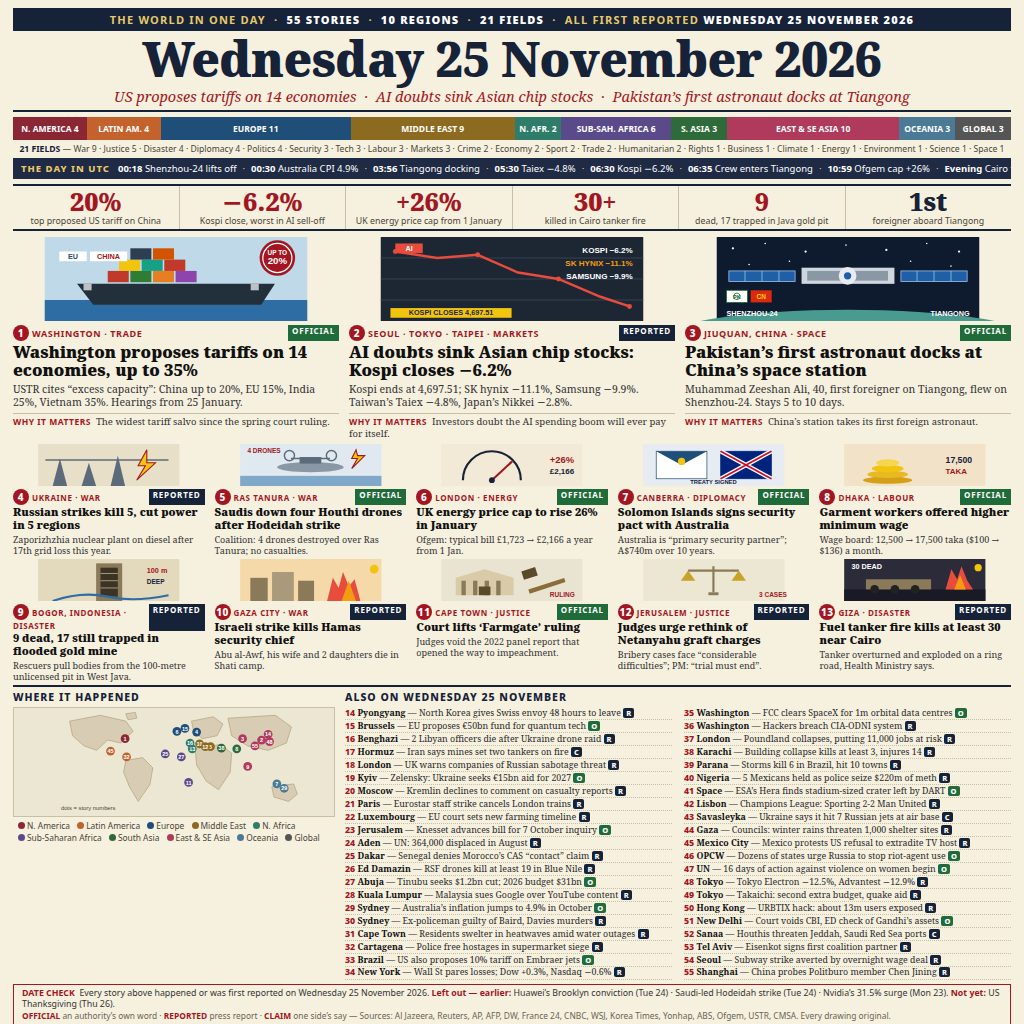 THE WORLD IN ONE DAY · 55 STORIES · 10 REGIONS · 21 FIELDS · ALL FIRST REPORTED WEDNESDAY 25 NOVEMBER 2026
Wednesday 25 November 2026
US proposes tariffs on 14 economies · AI doubts sink Asian chip stocks · Pakistan's first astronaut docks at Tiangong
N. AMERICA 4 LATIN AM. 4 EUROPE 11 MIDDLE EAST 9 N. AFR. 2 SUB-SAH. AFRICA 6 S. ASIA 3 EAST & SE ASIA 10 OCEANIA 3 GLOBAL 3
21 FIELDS — War 9 · Justice 5 · Disaster 4 · Diplomacy 4 · Politics 4 · Security 3 · Tech 3 · Labour 3 · Markets 3 · Crime 2 · Economy 2 · Sport 2 · Trade 2 · Humanitarian 2 · Rights 1 · Business 1 · Climate 1 · Energy 1 · Environment 1 · Science 1 · Space 1
THE DAY IN UTC 00:18 Shenzhou-24 lifts off · 00:30 Australia CPI 4.9% · 03:56 Tiangong docking · 05:30 Taiex −4.8% · 06:30 Kospi −6.2% · 06:35 Crew enters Tiangong · 10:59 Ofgem cap +26% · Evening Cairo
20%
top proposed US tariff on China
−6.2%
Kospi close, worst in AI sell-off
+26%
UK energy price cap from 1 January
30+
killed in Cairo tanker fire
9
dead, 17 trapped in Java gold pit
1st
foreigner aboard Tiangong
EU CHINA UP TO 20%
1 WASHINGTON · TRADE OFFICIAL
Washington proposes tariffs on 14
economies, up to 35%
USTR cites “excess capacity”: China up to 20%, EU 15%, India
25%, Vietnam 35%. Hearings from 25 January.
WHY IT MATTERS The widest tariff salvo since the spring court ruling.
AI
KOSPI −6.2%
SK HYNIX −11.1%
SAMSUNG −9.9%
KOSPI CLOSES 4,697.51
2 SEOUL · TOKYO · TAIPEI · MARKETS REPORTED
AI doubts sink Asian chip stocks:
Kospi closes −6.2%
Kospi ends at 4,697.51; SK hynix −11.1%, Samsung −9.9%.
Taiwan's Taiex −4.8%, Japan's Nikkei −2.8%.
WHY IT MATTERS Investors doubt the AI spending boom will ever pay
for itself.
CN
SHENZHOU-24 TIANGONG
3 JIUQUAN, CHINA · SPACE OFFICIAL
Pakistan's first astronaut docks at
China's space station
Muhammad Zeeshan Ali, 40, first foreigner on Tiangong, flew on
Shenzhou-24. Stays 5 to 10 days.
WHY IT MATTERS China's station takes its first foreign astronaut.
4 UKRAINE · WAR REPORTED
Russian strikes kill 5, cut power
in 5 regions
Zaporizhzhia nuclear plant on diesel after
17th grid loss this year.
4 DRONES
5 RAS TANURA · WAR OFFICIAL
Saudis down four Houthi drones
after Hodeidah strike
Coalition: 4 drones destroyed over Ras
Tanura; no casualties.
+26%
£2,166
6 LONDON · ENERGY OFFICIAL
UK energy price cap to rise 26%
in January
Ofgem: typical bill £1,723 → £2,166 a year
from 1 Jan.
TREATY SIGNED
7 CANBERRA · DIPLOMACY OFFICIAL
Solomon Islands signs security
pact with Australia
Australia is “primary security partner”;
A$740m over 10 years.
17,500
TAKA
8 DHAKA · LABOUR OFFICIAL
Garment workers offered higher
minimum wage
Wage board: 12,500 → 17,500 taka ($100 →
$136) a month.
100 m
DEEP
9 BOGOR, INDONESIA · DISASTER REPORTED
9 dead, 17 still trapped in
flooded gold mine
Rescuers pull bodies from the 100-metre
unlicensed pit in West Java.
10 GAZA CITY · WAR REPORTED
Israeli strike kills Hamas
security chief
Abu al-Awf, his wife and 2 daughters die in
Shati camp.
RULING
11 CAPE TOWN · JUSTICE OFFICIAL
Court lifts ‘Farmgate’ ruling
Judges void the 2022 panel report that
opened the way to impeachment.
3 CASES
12 JERUSALEM · JUSTICE REPORTED
Judges urge rethink of
Netanyahu graft charges
Bribery cases face “considerable
difficulties”; PM: “trial must end”.
30 DEAD
13 GIZA · DISASTER REPORTED
Fuel tanker fire kills at least 30
near Cairo
Tanker overturned and exploded on a ring
road, Health Ministry says.
WHERE IT HAPPENED
dots = story numbers
N. America Latin America Europe Middle East N. Africa
Sub-Saharan Africa South Asia East & SE Asia Oceania Global
ALSO ON WEDNESDAY 25 NOVEMBER
14 Pyongyang — North Korea gives Swiss envoy 48 hours to leave R
15 Brussels — EU proposes €50bn fund for quantum tech O
16 Benghazi — 2 Libyan officers die after Ukraine drone raid R
17 Hormuz — Iran says mines set two tankers on fire C
18 London — UK warns companies of Russian sabotage threat R
19 Kyiv — Zelensky: Ukraine seeks €15bn aid for 2027 O
20 Moscow — Kremlin declines to comment on casualty reports R
21 Paris — Eurostar staff strike cancels London trains R
22 Luxembourg — EU court sets new farming timeline R
23 Jerusalem — Knesset advances bill for 7 October inquiry O
24 Aden — UN: 364,000 displaced in August R
25 Dakar — Senegal denies Morocco's CAS “contact” claim R
26 Ed Damazin — RSF drones kill at least 19 in Blue Nile R
27 Abuja — Tinubu seeks $1.2bn cut; 2026 budget $31bn O
28 Kuala Lumpur — Malaysia sues Google over YouTube content R
29 Sydney — Australia's inflation jumps to 4.9% in October O
30 Sydney — Ex-policeman guilty of Baird, Davies murders R
31 Cape Town — Residents swelter in heatwaves amid water outages R
32 Cartagena — Police free hostages in supermarket siege R
33 Brazil — US also proposes 10% tariff on Embraer jets O
34 New York — Wall St pares losses; Dow +0.3%, Nasdaq −0.6% R
35 Washington — FCC clears SpaceX for 1m orbital data centres O
36 Washington — Hackers breach CIA-ODNI system R
37 London — Poundland collapses, putting 11,000 jobs at risk R
38 Karachi — Building collapse kills at least 3, injures 14 R
39 Parana — Storms kill 6 in Brazil, hit 10 towns R
40 Nigeria — 5 Mexicans held as police seize $220m of meth R
41 Space — ESA's Hera finds stadium-sized crater left by DART O
42 Lisbon — Champions League: Sporting 2-2 Man United R
43 Savasleyka — Ukraine says it hit 7 Russian jets at air base C
44 Gaza — Councils: winter rains threaten 1,000 shelter sites R
45 Mexico City — Mexico protests US refusal to extradite TV host R
46 OPCW — Dozens of states urge Russia to stop riot-agent use O
47 UN — 16 days of action against violence on women begin O
48 Tokyo — Tokyo Electron −12.5%, Advantest −12.9% R
49 Tokyo — Takaichi: second extra budget, quake aid R
50 Hong Kong — URBTIX hack: about 13m users exposed R
51 New Delhi — Court voids CBI, ED check of Gandhi's assets O
52 Sanaa — Houthis threaten Jeddah, Saudi Red Sea ports C
53 Tel Aviv — Eisenkot signs first coalition partner R
54 Seoul — Subway strike averted by overnight wage deal R
55 Shanghai — China probes Politburo member Chen Jining R
DATE CHECK Every story above happened or was first reported on Wednesday 25 November 2026. Left out — earlier: Huawei's Brooklyn conviction (Tue 24) · Saudi-led Hodeidah strike (Tue 24) · Nvidia's 31.5% surge (Mon 23). Not yet: US
Thanksgiving (Thu 26).
OFFICIAL an authority's own word · REPORTED press report · CLAIM one side's say — Sources: Al Jazeera, Reuters, AP, AFP, DW, France 24, CNBC, WSJ, Korea Times, Yonhap, ABS, Ofgem, USTR, CMSA. Every drawing original.